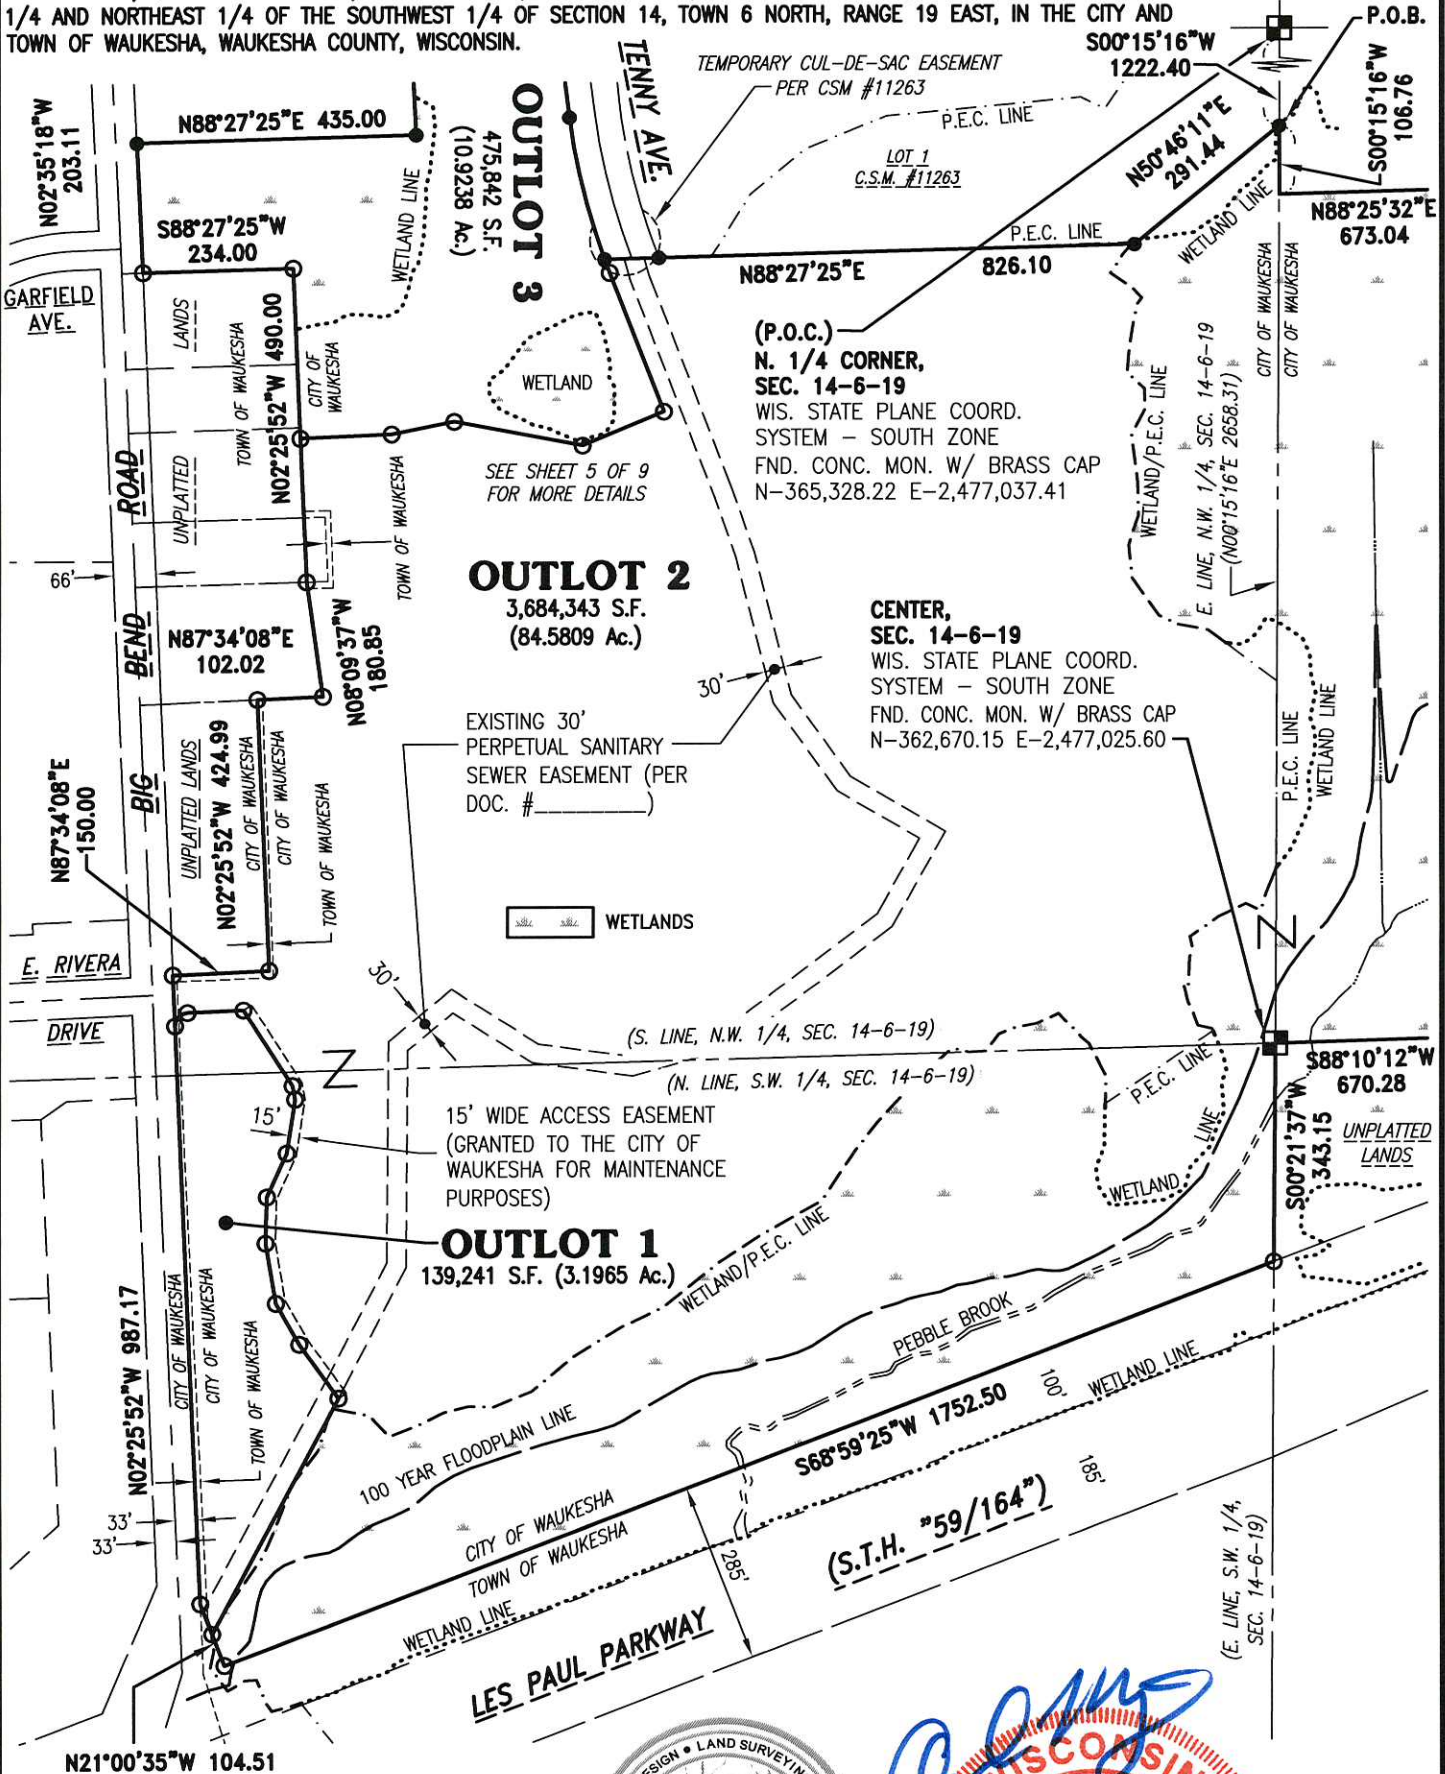 1/4 AND NORTHEAST 1/4 OF THE SOUTHWEST 1/4 OF SECTION 14, TOWN 6 NORTH, RANGE 19 EAST, IN THE CITY AND
TOWN OF WAUKESHA, WAUKESHA COUNTY, WISCONSIN.
P.O.B.
S00°15'16"W
1222.40
TEMPORARY CUL-DE-SAC EASEMENT
PER CSM #11263
TENNY AVE.
N02°35'18"W
203.11
N88°27'25"E 435.00
WETLAND LINE
475,842 S.F.
(10.9238 Ac.)
OUTLOT 3
P.E.C. LINE
LOT 1
C.S.M. #11263
N50°46'11"E
291.44
S00°15'16"W
106.76
WETLAND LINE
N88°25'32"E
673.04
S88°27'25"W
234.00
P.E.C. LINE
N88°27'25"E
826.10
GARFIELD
AVE.
LANDS
TOWN OF WAUKESHA
N02°25'52"W 490.00
CITY OF
WAUKESHA
WETLAND
(P.O.C.)
N. 1/4 CORNER,
SEC. 14-6-19
WIS. STATE PLANE COORD.
SYSTEM - SOUTH ZONE
FND. CONC. MON. W/ BRASS CAP
N-365,328.22 E-2,477,037.41
WETLAND/P.E.C. LINE
E. LINE, N.W. 1/4, SEC. 14-6-19
(N00°15'16"E 2658.31)
CITY OF WAUKESHA
CITY OF WAUKESHA
UNPLATTED
SEE SHEET 5 OF 9
FOR MORE DETAILS
TOWN OF WAUKESHA
BIG BEND ROAD
66'
OUTLOT 2
3,684,343 S.F.
(84.5809 Ac.)
N87°34'08"E
102.02
N08°09'37"W
180.85
CENTER,
SEC. 14-6-19
WIS. STATE PLANE COORD.
SYSTEM - SOUTH ZONE
FND. CONC. MON. W/ BRASS CAP
N-362,670.15 E-2,477,025.60
30'
P.E.C. LINE
WETLAND LINE
EXISTING 30'
PERPETUAL SANITARY
SEWER EASEMENT (PER
DOC. #_________)
N87°34'08"E
150.00
UNPLATTED LANDS
N02°25'52"W 424.99
CITY OF WAUKESHA
CITY OF WAUKESHA
TOWN OF WAUKESHA
WETLANDS
E. RIVERA
DRIVE
30'
Z
Z
(S. LINE, N.W. 1/4, SEC. 14-6-19)
(N. LINE, S.W. 1/4, SEC. 14-6-19)
P.E.C. LINE
S88°10'12"W
670.28
15'
15' WIDE ACCESS EASEMENT
(GRANTED TO THE CITY OF
WAUKESHA FOR MAINTENANCE
PURPOSES)
WETLAND LINE
S00°21'37"W
343.15
UNPLATTED
LANDS
OUTLOT 1
139,241 S.F. (3.1965 Ac.)
WETLAND/P.E.C. LINE
N02°25'52"W 987.17
CITY OF WAUKESHA
CITY OF WAUKESHA
TOWN OF WAUKESHA
PEBBLE BROOK
100 YEAR FLOODPLAIN LINE
S68°59'25"W 1752.50
100'
WETLAND LINE
185'
33'
33'
CITY OF WAUKESHA
TOWN OF WAUKESHA
WETLAND LINE
285'
(S.T.H. "59/164")
LES PAUL PARKWAY
(E. LINE, S.W. 1/4,
SEC. 14-6-19)
N21°00'35"W 104.51
ESIGN • LAND SURVEYIN
ISCONSIN